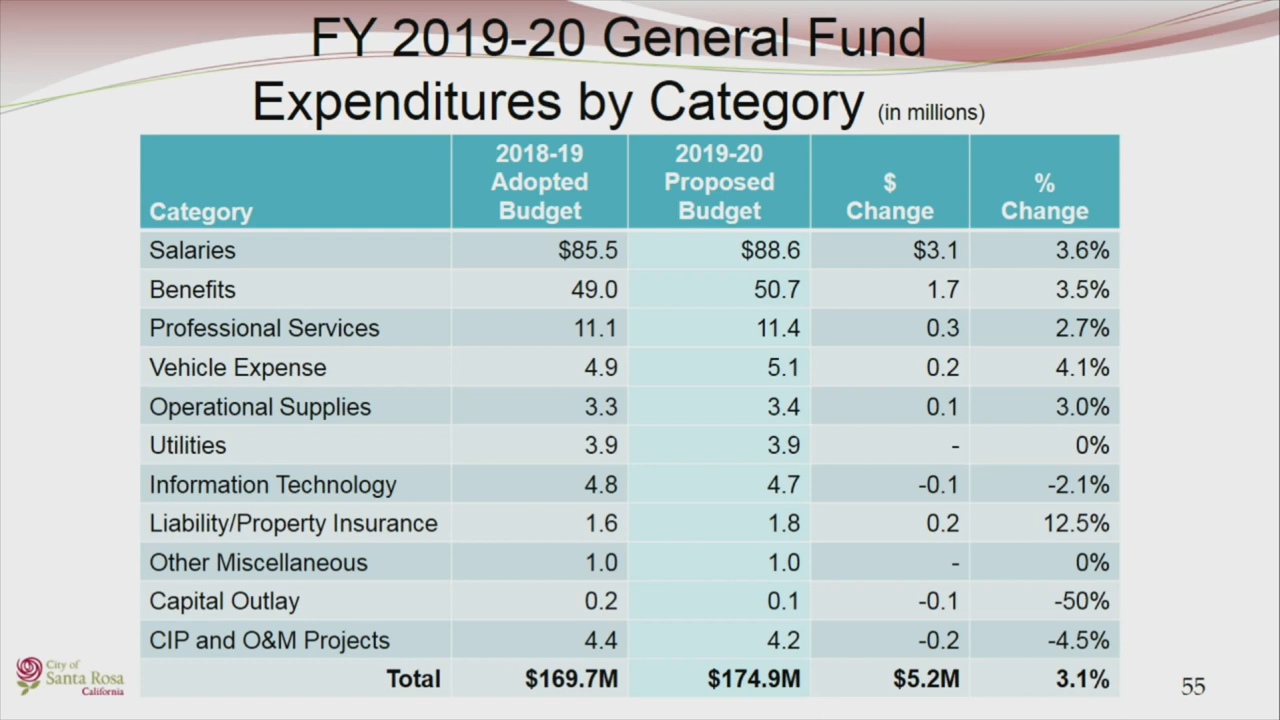 FY 2019-20 General Fund
Expenditures by Category (in millions)
Category 2018-19 Adopted Budget 2019-20 Proposed Budget $ Change % Change
Salaries $85.5 $88.6 $3.1 3.6%
Benefits 49.0 50.7 1.7 3.5%
Professional Services 11.1 11.4 0.3 2.7%
Vehicle Expense 4.9 5.1 0.2 4.1%
Operational Supplies 3.3 3.4 0.1 3.0%
Utilities 3.9 3.9 - 0%
Information Technology 4.8 4.7 -0.1 -2.1%
Liability/Property Insurance 1.6 1.8 0.2 12.5%
Other Miscellaneous 1.0 1.0 - 0%
Capital Outlay 0.2 0.1 -0.1 -50%
CIP and O&M Projects 4.4 4.2 -0.2 -4.5%
Total $169.7M $174.9M $5.2M 3.1%
City of
Santa Rosa
California
55